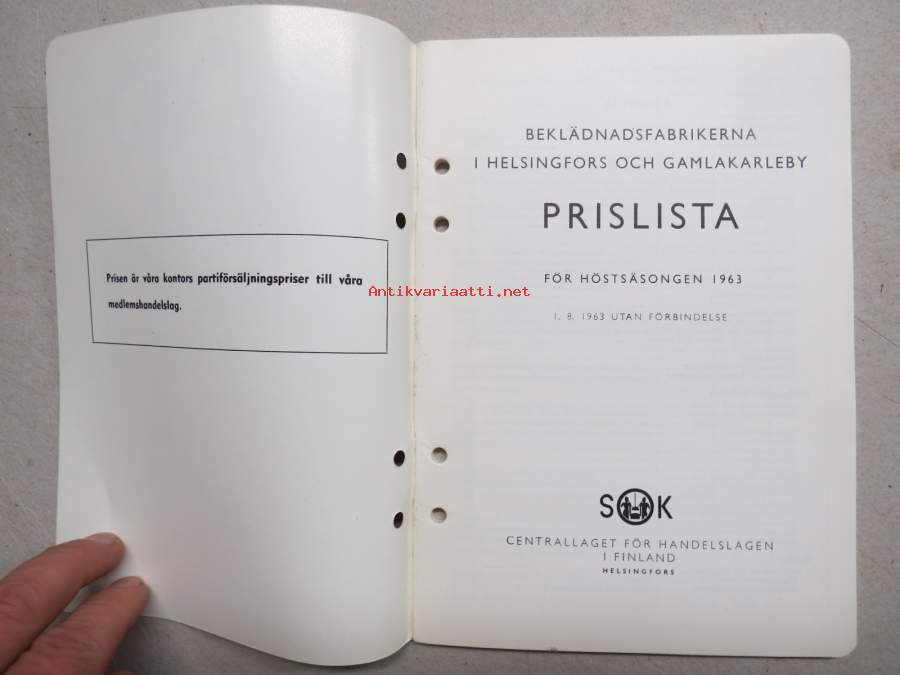 Prisen är våra kontors partiförsäljningspriser till våra
medlemshandelslag.
Antikvariaatti.net
BEKLÄDNADSFABRIKERNA
I HELSINGFORS OCH GAMLAKARLEBY
PRISLISTA
FÖR HÖSTSÄSONGEN 1963
1. 8. 1963 UTAN FÖRBINDELSE
SOK
CENTRALLAGET FÖR HANDELSLAGEN
I FINLAND
HELSINGFORS